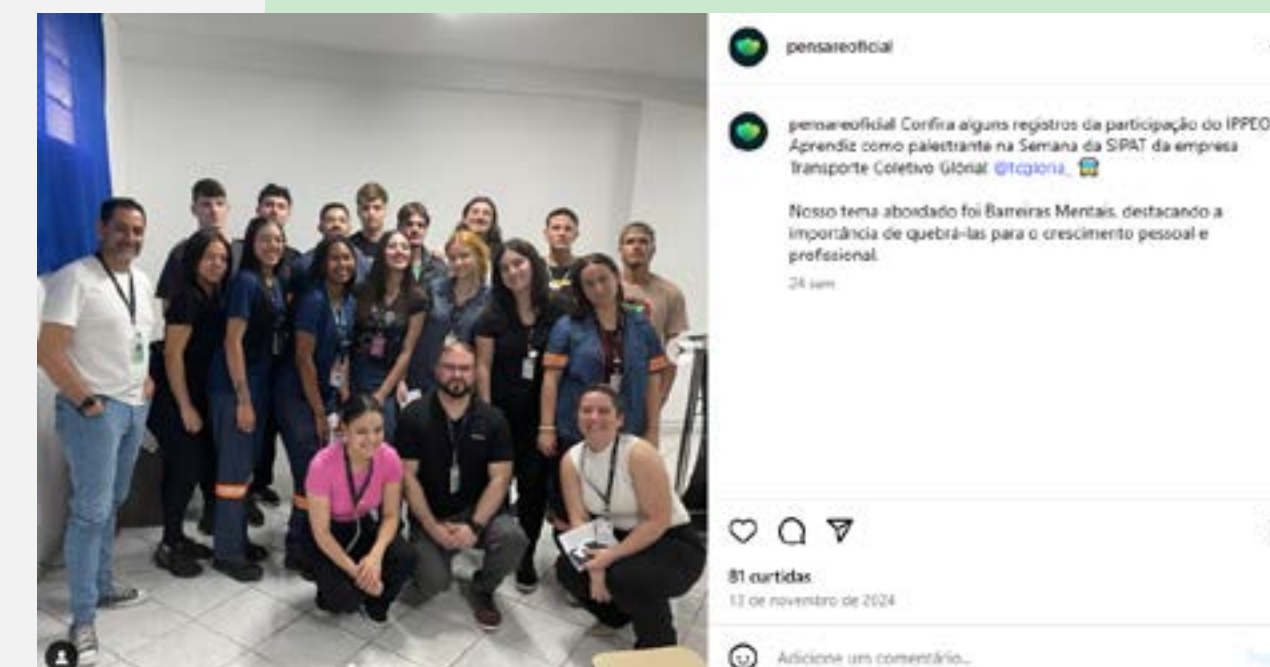 pensareoficial
pensareoficial Confira alguns registros da participação do IPPEO
Aprendiz como palestrante na Semana da SIPAT da empresa
Transporte Coletivo Glória! @tcgloria_
Nosso tema abordado foi Barreiras Mentais, destacando a
importância de quebrá-las para o crescimento pessoal e
profissional.
24 sem
81 curtidas
13 de novembro de 2024
Adicione um comentário...